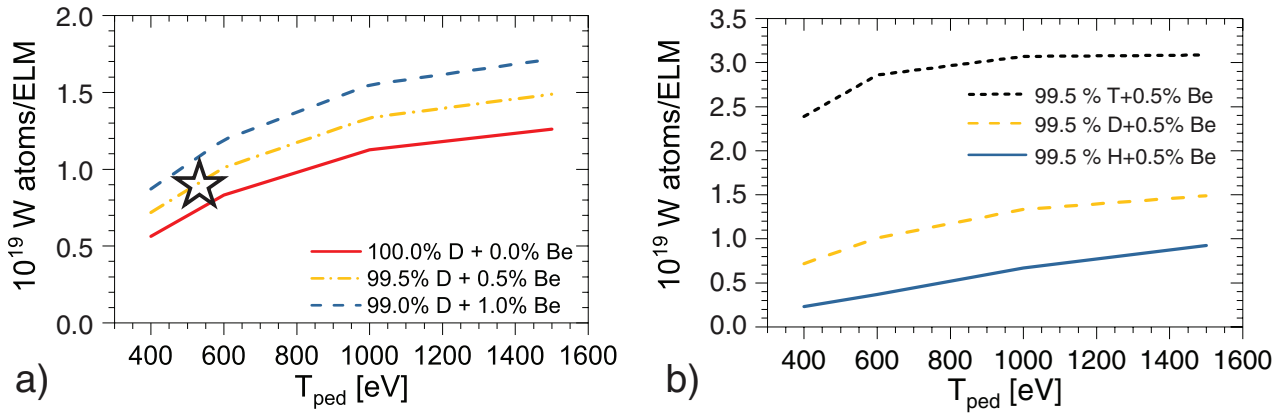 2.0
1.5
1.0
0.5
0.0
10¹⁹ W atoms/ELM
100.0% D + 0.0% Be
99.5% D + 0.5% Be
99.0% D + 1.0% Be
400 600 800 1000 1200 1400 1600
T_ped [eV]
a)
3.5
3.0
2.5
2.0
1.5
1.0
0.5
0.0
10¹⁹ W atoms/ELM
99.5 % T+0.5% Be
99.5 % D+0.5% Be
99.5 % H+0.5% Be
400 600 800 1000 1200 1400 1600
T_ped [eV]
b)